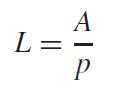 L = A/p